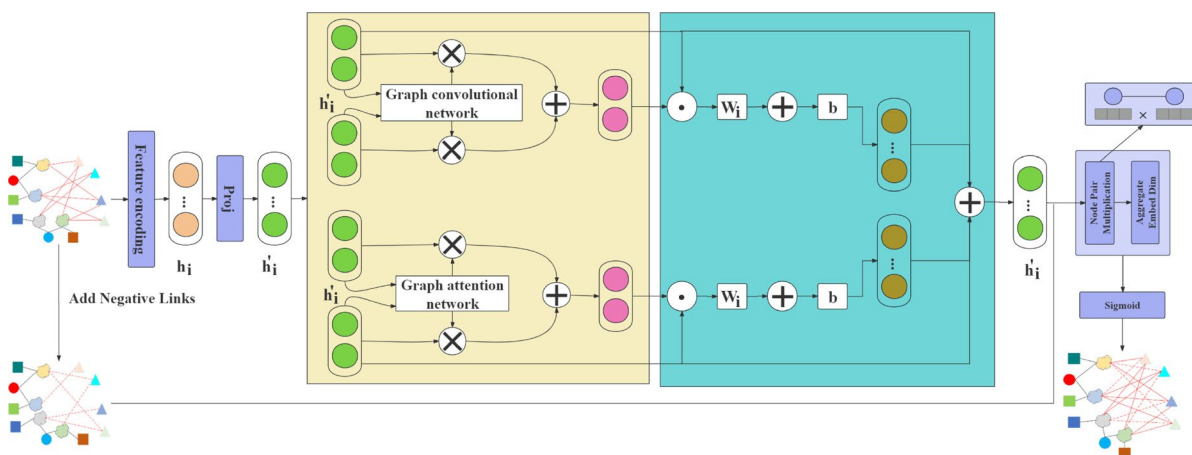 Feature encoding
h_i
Proj
h'_i
Add Negative Links
h'_i
Graph convolutional
network
h'_i
Graph attention
network
W_i
b
W_i
b
h'_i
×
Node Pair
Multiplication
Aggregate
Embed Dim
Sigmoid